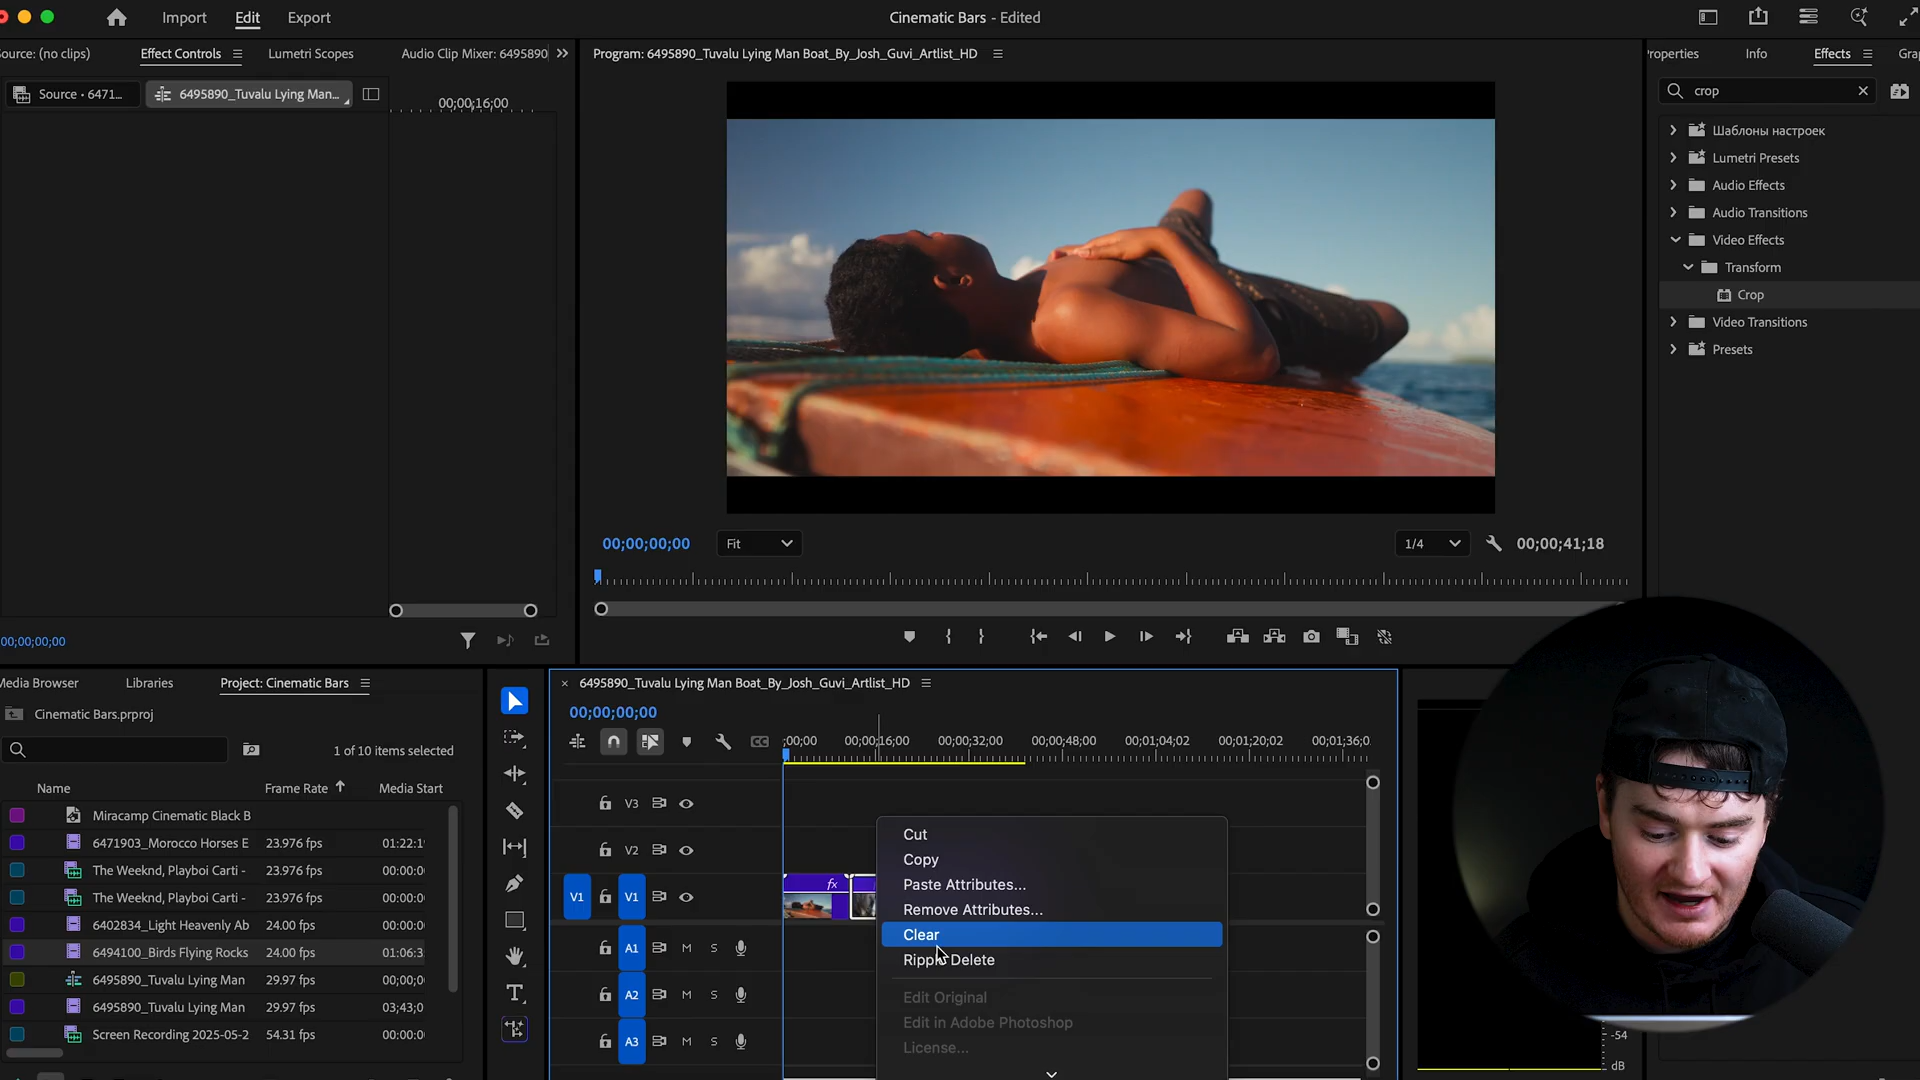 Import
Edit
Export
Cinematic Bars - Edited
ource: (no clips)
Effect Controls
Lumetri Scopes
Audio Clip Mixer: 6495890
Program: 6495890_Tuvalu Lying Man Boat_By_Josh_Guvi_Artlist_HD
roperties
Info
Effects
Gra
Source • 6471...
6495890_Tuvalu Lying Man...
00;00;16;00
crop
Шаблоны настроек
Lumetri Presets
Audio Effects
Audio Transitions
Video Effects
Transform
Crop
Video Transitions
Presets
00;00;00;00
Fit
1/4
00;00;41;18
00;00;00;00
Media Browser
Libraries
Project: Cinematic Bars
Cinematic Bars.prproj
1 of 10 items selected
Name
Frame Rate
Media Start
Miracamp Cinematic Black B
6471903_Morocco Horses E
23.976 fps
01:22:1
The Weeknd, Playboi Carti -
23.976 fps
00:00:0
The Weeknd, Playboi Carti -
23.976 fps
00:00:0
6402834_Light Heavenly Ab
24.00 fps
00:00:0
6494100_Birds Flying Rocks
24.00 fps
01:06:3
6495890_Tuvalu Lying Man
29.97 fps
00;00;0
6495890_Tuvalu Lying Man
29.97 fps
03;43;0
Screen Recording 2025-05-2
54.31 fps
00:00:0
× 6495890_Tuvalu Lying Man Boat_By_Josh_Guvi_Artlist_HD
00;00;00;00
;00;00
00;00;16;00
00;00;32;00
00;00;48;00
00;01;04;02
00;01;20;02
00;01;36;0
CC
V3
V2
V1
V1
fx
A1
M
S
A2
M
S
A3
M
S
Cut
Copy
Paste Attributes...
Remove Attributes...
Clear
Ripple Delete
Edit Original
Edit in Adobe Photoshop
License...
-54
dB